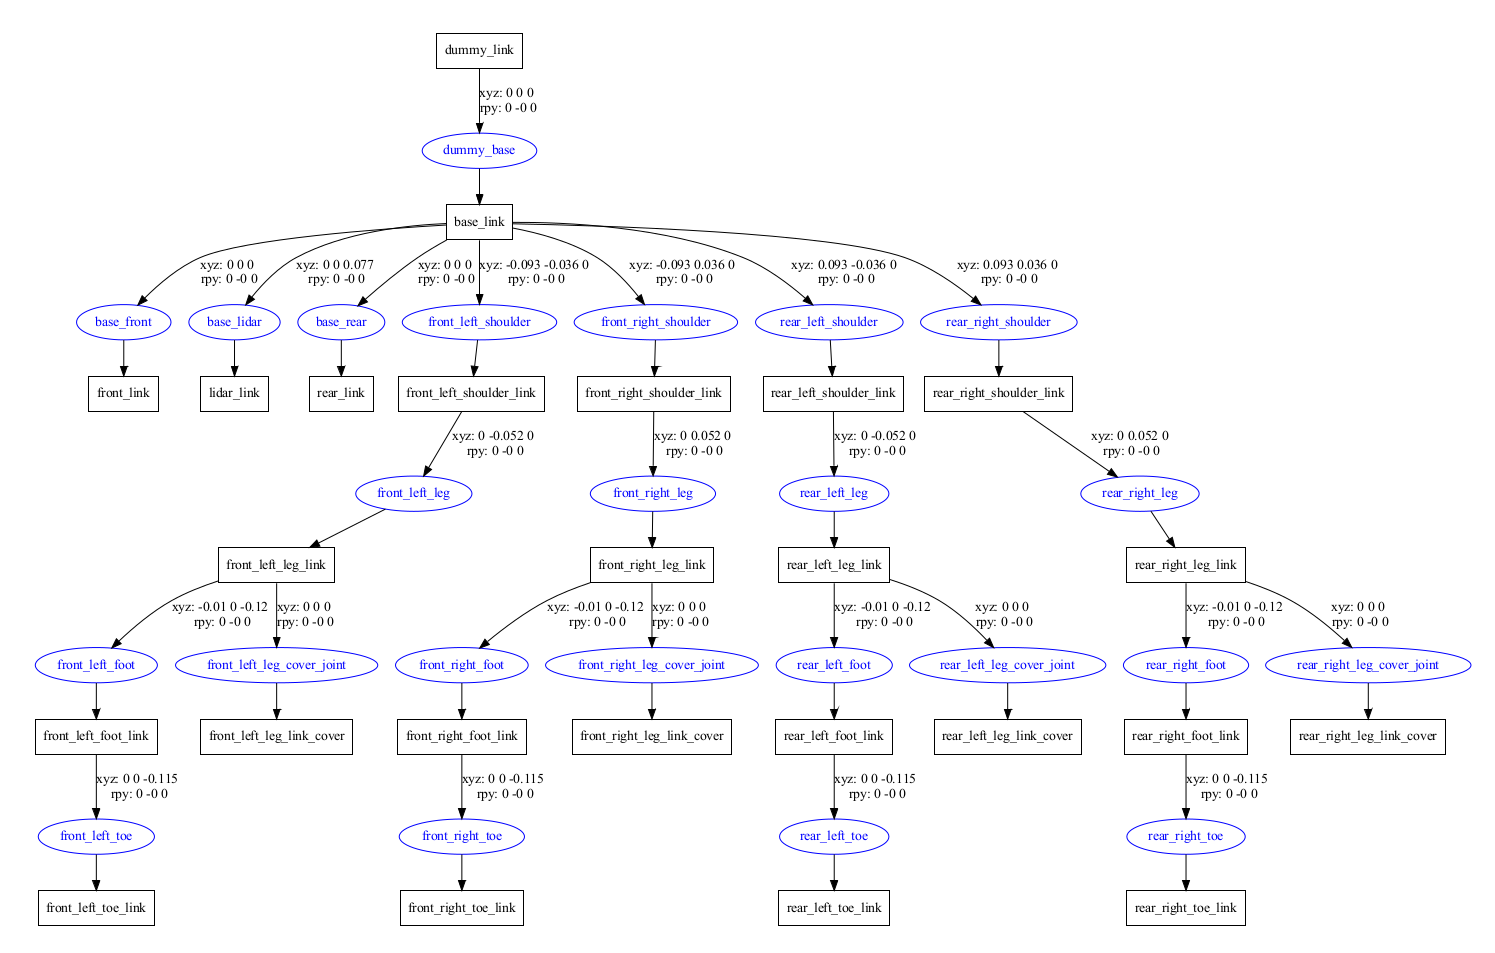 dummy_link
xyz: 0 0 0
rpy: 0 -0 0
dummy_base
base_link
xyz: 0 0 0
rpy: 0 -0 0
xyz: 0 0 0.077
rpy: 0 -0 0
xyz: 0 0 0
rpy: 0 -0 0
xyz: -0.093 -0.036 0
rpy: 0 -0 0
xyz: -0.093 0.036 0
rpy: 0 -0 0
xyz: 0.093 -0.036 0
rpy: 0 -0 0
xyz: 0.093 0.036 0
rpy: 0 -0 0
base_front
base_lidar
base_rear
front_left_shoulder
front_right_shoulder
rear_left_shoulder
rear_right_shoulder
front_link
lidar_link
rear_link
front_left_shoulder_link
front_right_shoulder_link
rear_left_shoulder_link
rear_right_shoulder_link
xyz: 0 -0.052 0
rpy: 0 -0 0
xyz: 0 0.052 0
rpy: 0 -0 0
xyz: 0 -0.052 0
rpy: 0 -0 0
xyz: 0 0.052 0
rpy: 0 -0 0
front_left_leg
front_right_leg
rear_left_leg
rear_right_leg
front_left_leg_link
front_right_leg_link
rear_left_leg_link
rear_right_leg_link
xyz: -0.01 0 -0.12
rpy: 0 -0 0
xyz: 0 0 0
rpy: 0 -0 0
xyz: -0.01 0 -0.12
rpy: 0 -0 0
xyz: 0 0 0
rpy: 0 -0 0
xyz: -0.01 0 -0.12
rpy: 0 -0 0
xyz: 0 0 0
rpy: 0 -0 0
xyz: -0.01 0 -0.12
rpy: 0 -0 0
xyz: 0 0 0
rpy: 0 -0 0
front_left_foot
front_left_leg_cover_joint
front_right_foot
front_right_leg_cover_joint
rear_left_foot
rear_left_leg_cover_joint
rear_right_foot
rear_right_leg_cover_joint
front_left_foot_link
front_left_leg_link_cover
front_right_foot_link
front_right_leg_link_cover
rear_left_foot_link
rear_left_leg_link_cover
rear_right_foot_link
rear_right_leg_link_cover
xyz: 0 0 -0.115
rpy: 0 -0 0
xyz: 0 0 -0.115
rpy: 0 -0 0
xyz: 0 0 -0.115
rpy: 0 -0 0
xyz: 0 0 -0.115
rpy: 0 -0 0
front_left_toe
front_right_toe
rear_left_toe
rear_right_toe
front_left_toe_link
front_right_toe_link
rear_left_toe_link
rear_right_toe_link